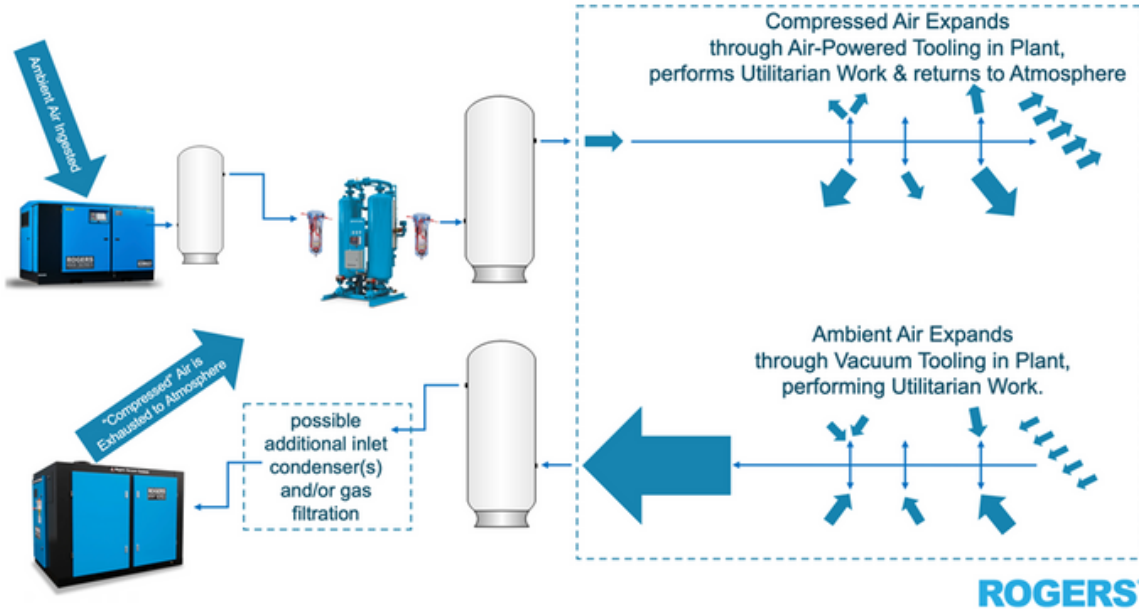 Ambient Air Ingested
ROGERS
Compressed Air Expands
through Air-Powered Tooling in Plant,
performs Utilitarian Work & returns to Atmosphere
"Compressed" Air is
Exhausted to Atmosphere
possible
additional inlet
condenser(s)
and/or gas
filtration
ROGERS
Ambient Air Expands
through Vacuum Tooling in Plant,
performing Utilitarian Work.
ROGERS